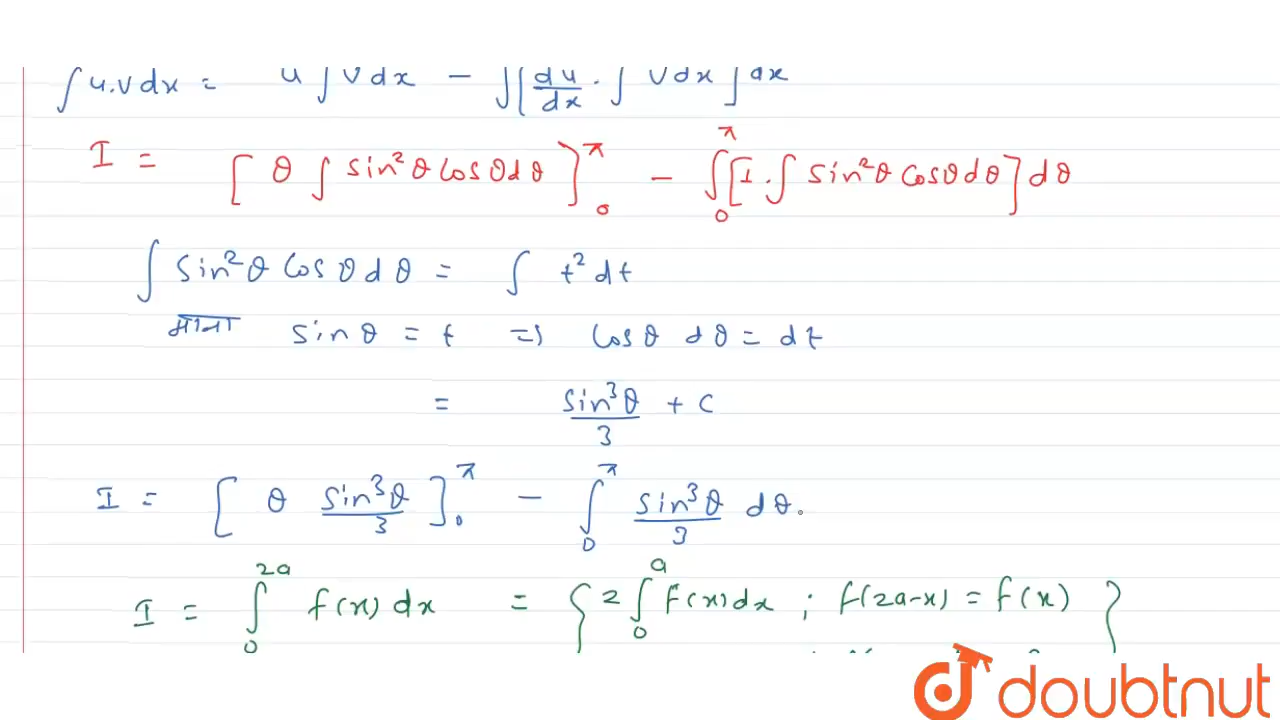 ∫ u.v dx = u ∫ v dx − ∫[du/dx . ∫ v dx] dx
I = [θ ∫ sin²θ cosθ dθ]₀^π − ∫₀^π [I . ∫ sin²θ cosθ dθ] dθ
∫ sin²θ cosθ dθ = ∫ t² dt
माना sinθ = t ⇒ cosθ dθ = dt
= sin³θ/3 + c
I = [θ sin³θ/3]₀^π − ∫₀^π sin³θ/3 dθ.
I = ∫₀^2a f(x) dx = { 2 ∫₀^a f(x) dx ; f(2a-x) = f(x) }
doubtnut